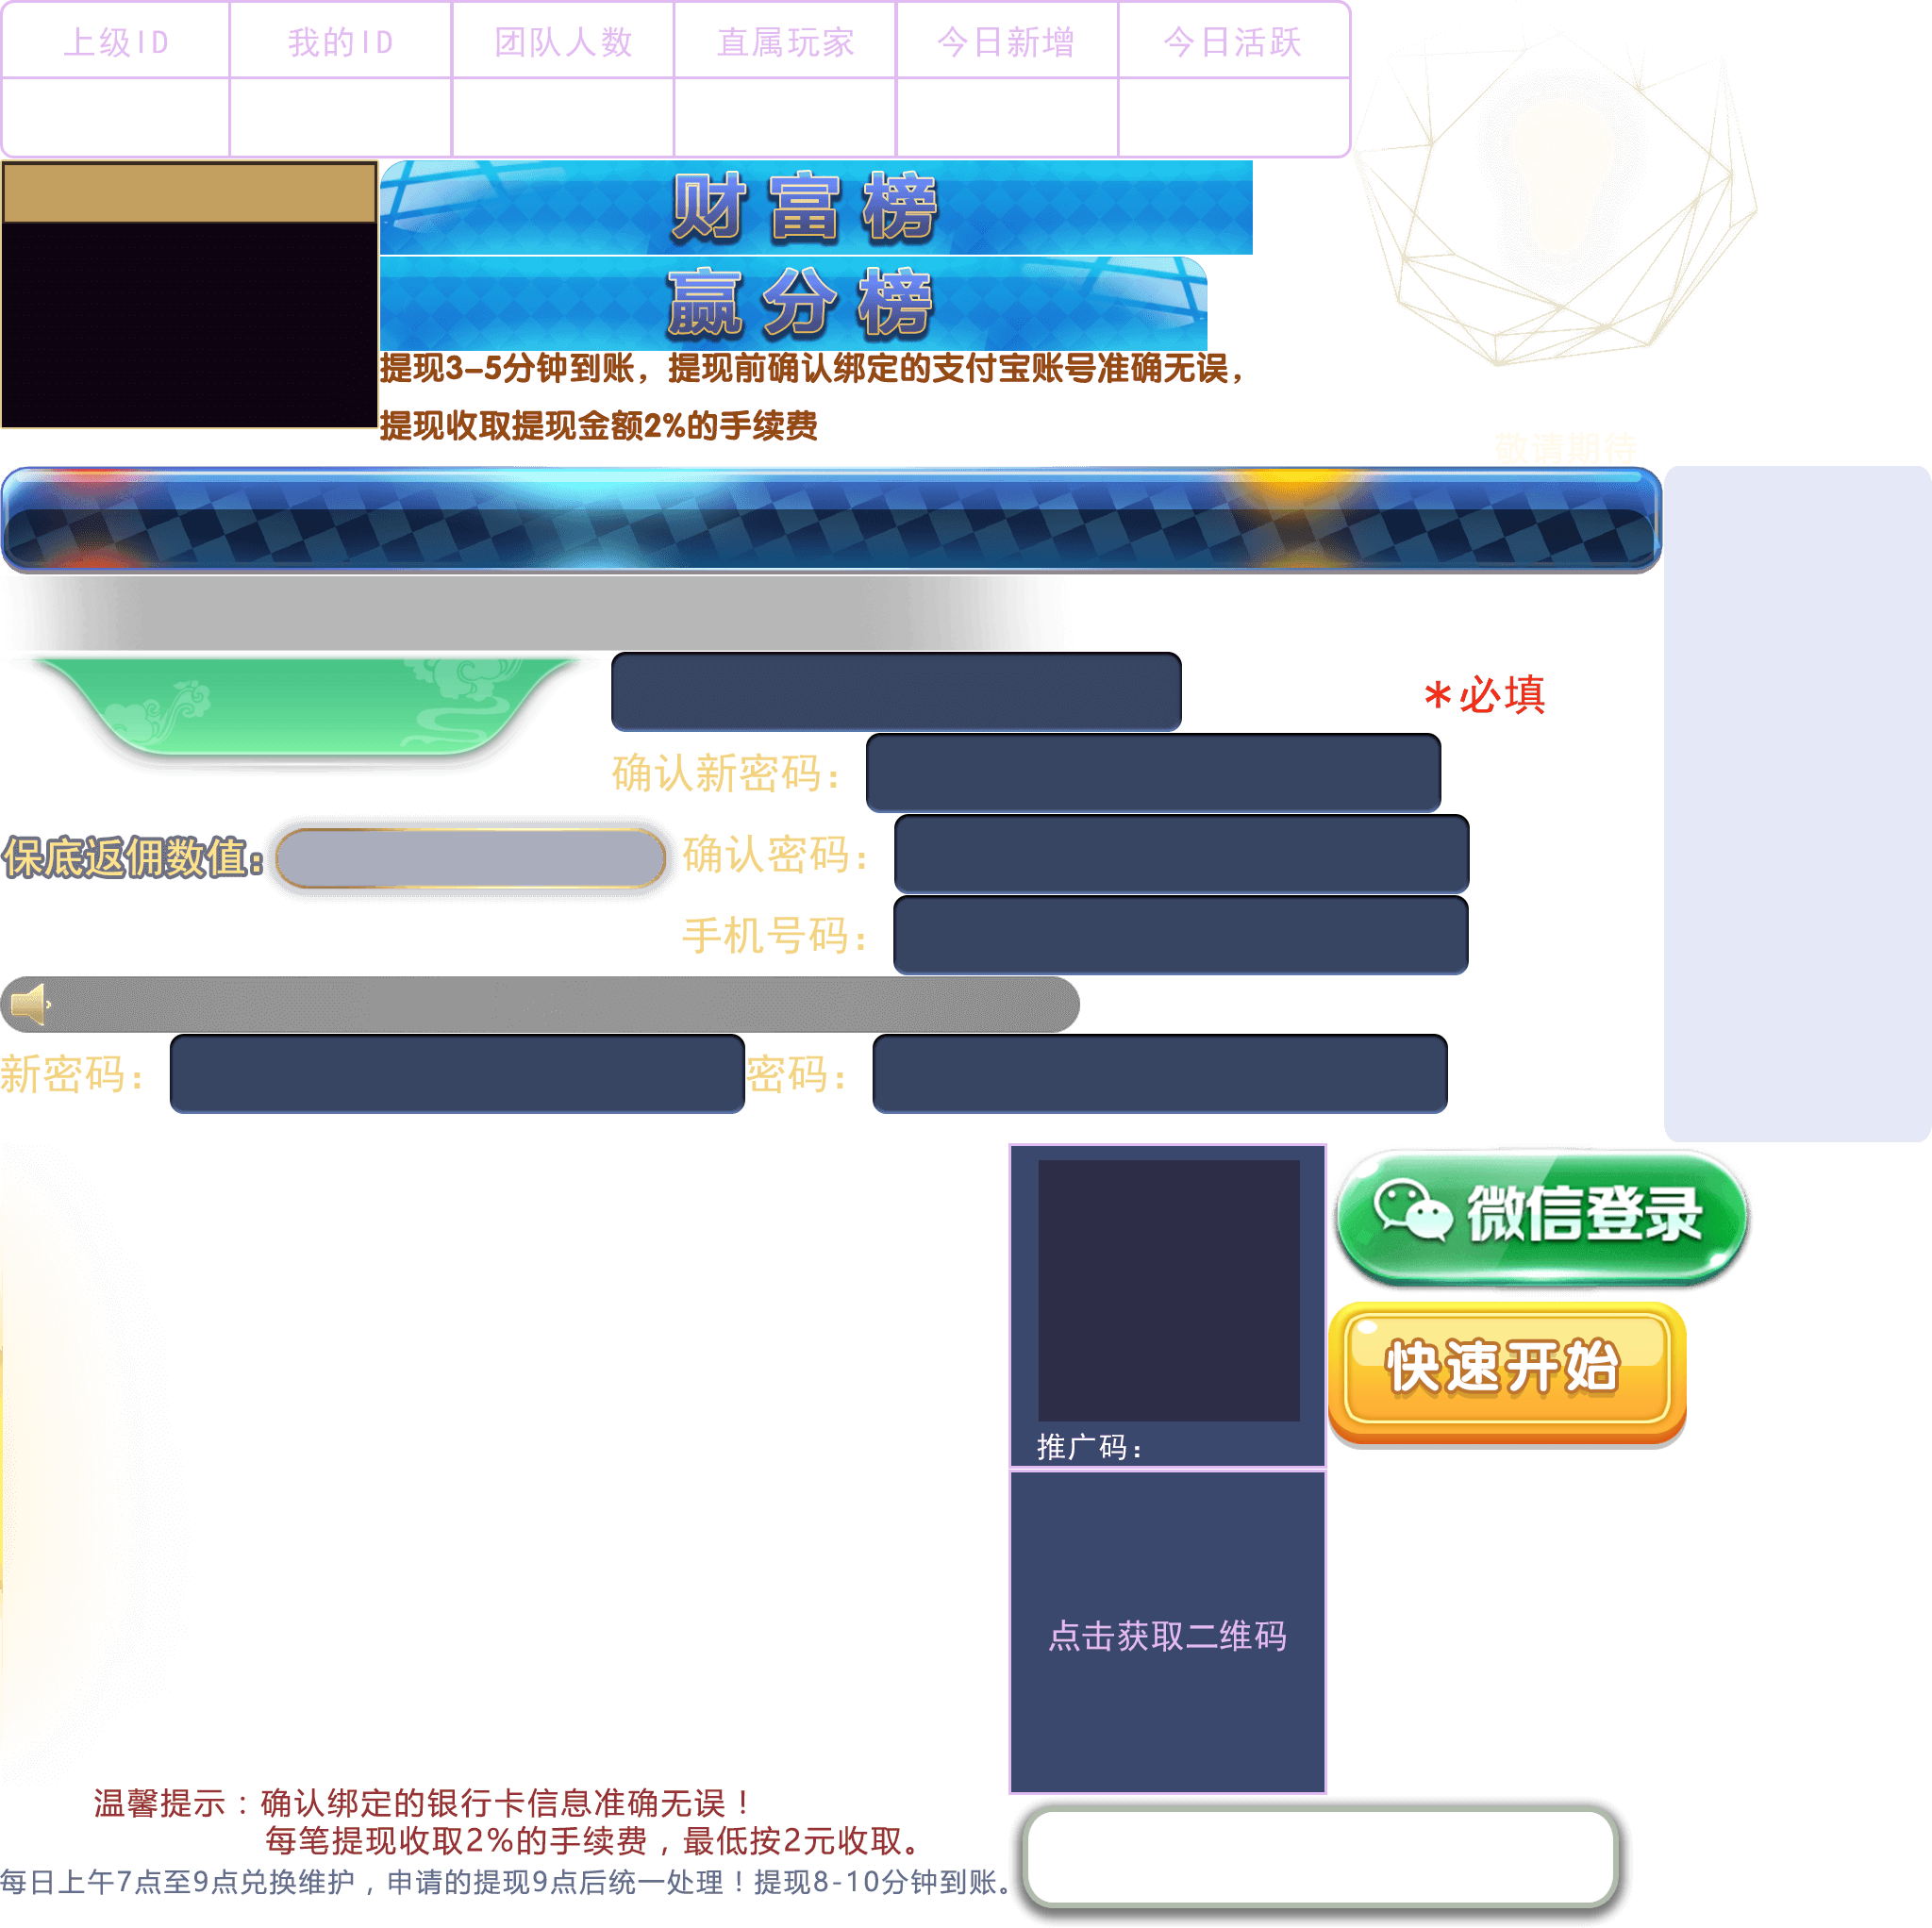 上级ID 我的ID 团队人数 直属玩家 今日新增 今日活跃
财富榜
赢分榜
提现3-5分钟到账，提现前确认绑定的支付宝账号准确无误，
提现收取提现金额2%的手续费
敬请期待
*必填
确认新密码：
保底返佣数值:
确认密码：
手机号码：
新密码：
密码：
微信登录
快速开始
推广码：
点击获取二维码
温馨提示：确认绑定的银行卡信息准确无误！
每笔提现收取2%的手续费，最低按2元收取。
每日上午7点至9点兑换维护，申请的提现9点后统一处理！提现8-10分钟到账。